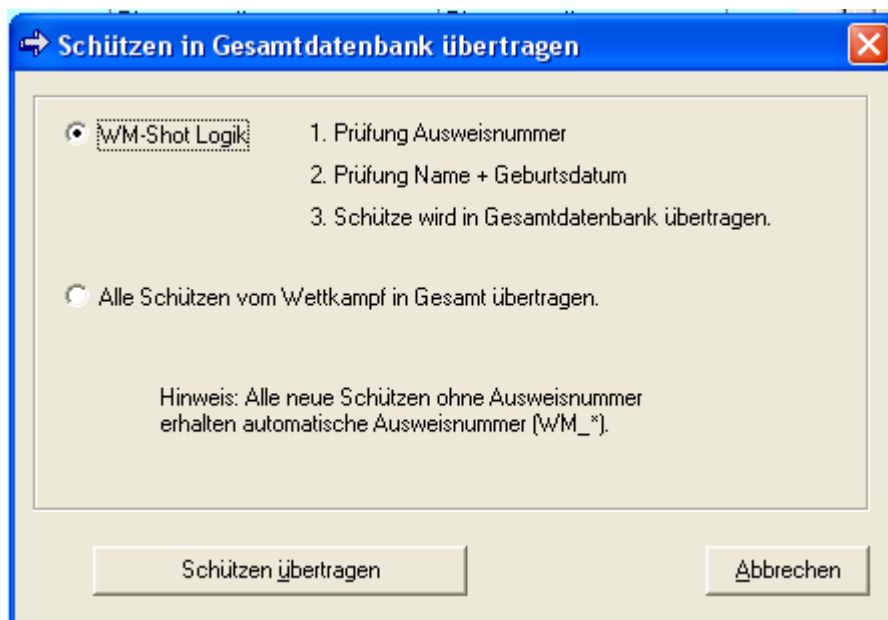 Schützen in Gesamtdatenbank übertragen
WM-Shot Logik
1. Prüfung Ausweisnummer
2. Prüfung Name + Geburtsdatum
3. Schütze wird in Gesamtdatenbank übertragen.
Alle Schützen vom Wettkampf in Gesamt übertragen.
Hinweis: Alle neue Schützen ohne Ausweisnummer
erhalten automatische Ausweisnummer (WM_*).
Schützen übertragen
Abbrechen